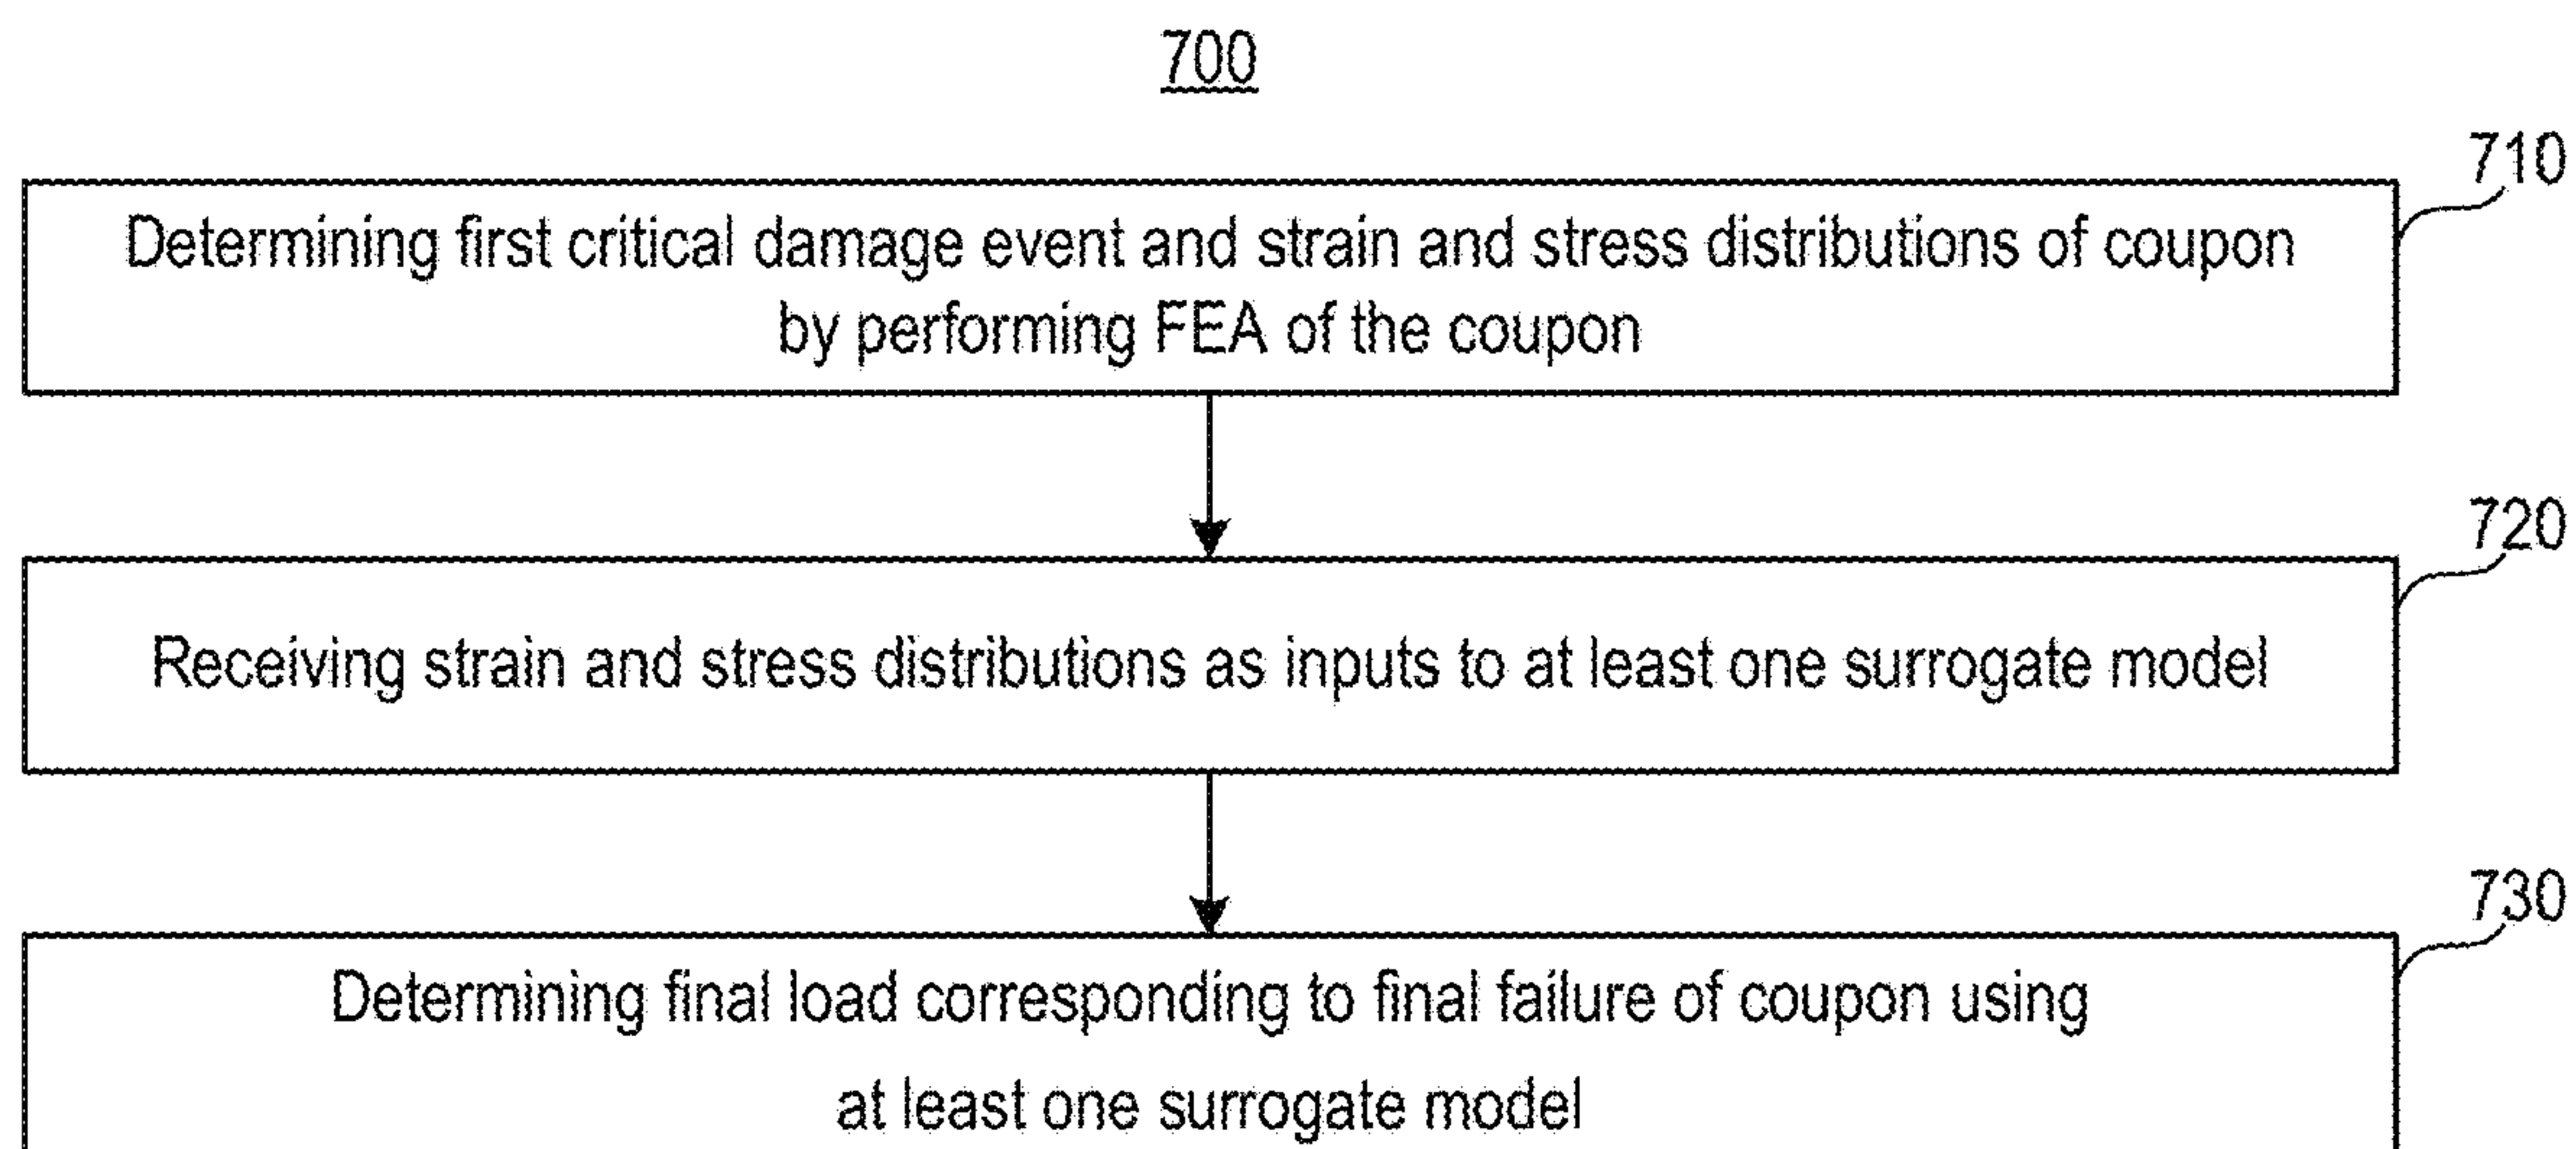 700
710
Determining first critical damage event and strain and stress distributions of coupon
by performing FEA of the coupon
720
Receiving strain and stress distributions as inputs to at least one surrogate model
730
Determining final load corresponding to final failure of coupon using
at least one surrogate model